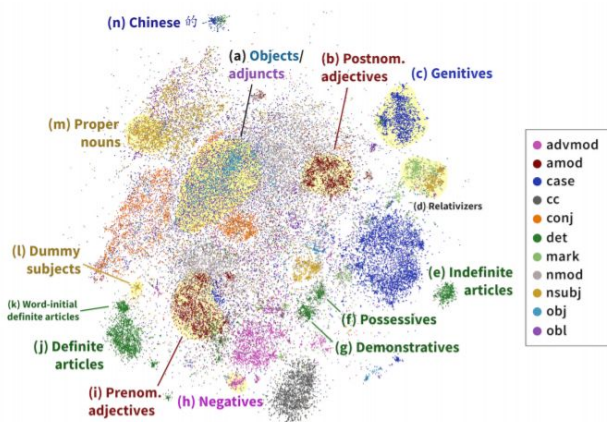 (n) Chinese 的
(a) Objects/
adjuncts
(b) Postnom.
adjectives
(c) Genitives
(m) Proper
nouns
(d) Relativizers
(l) Dummy
subjects
(e) Indefinite
articles
(k) Word-initial
definite articles
(f) Possessives
(j) Definite
articles
(g) Demonstratives
(i) Prenom.
adjectives
(h) Negatives
advmod
amod
case
cc
conj
det
mark
nmod
nsubj
obj
obl